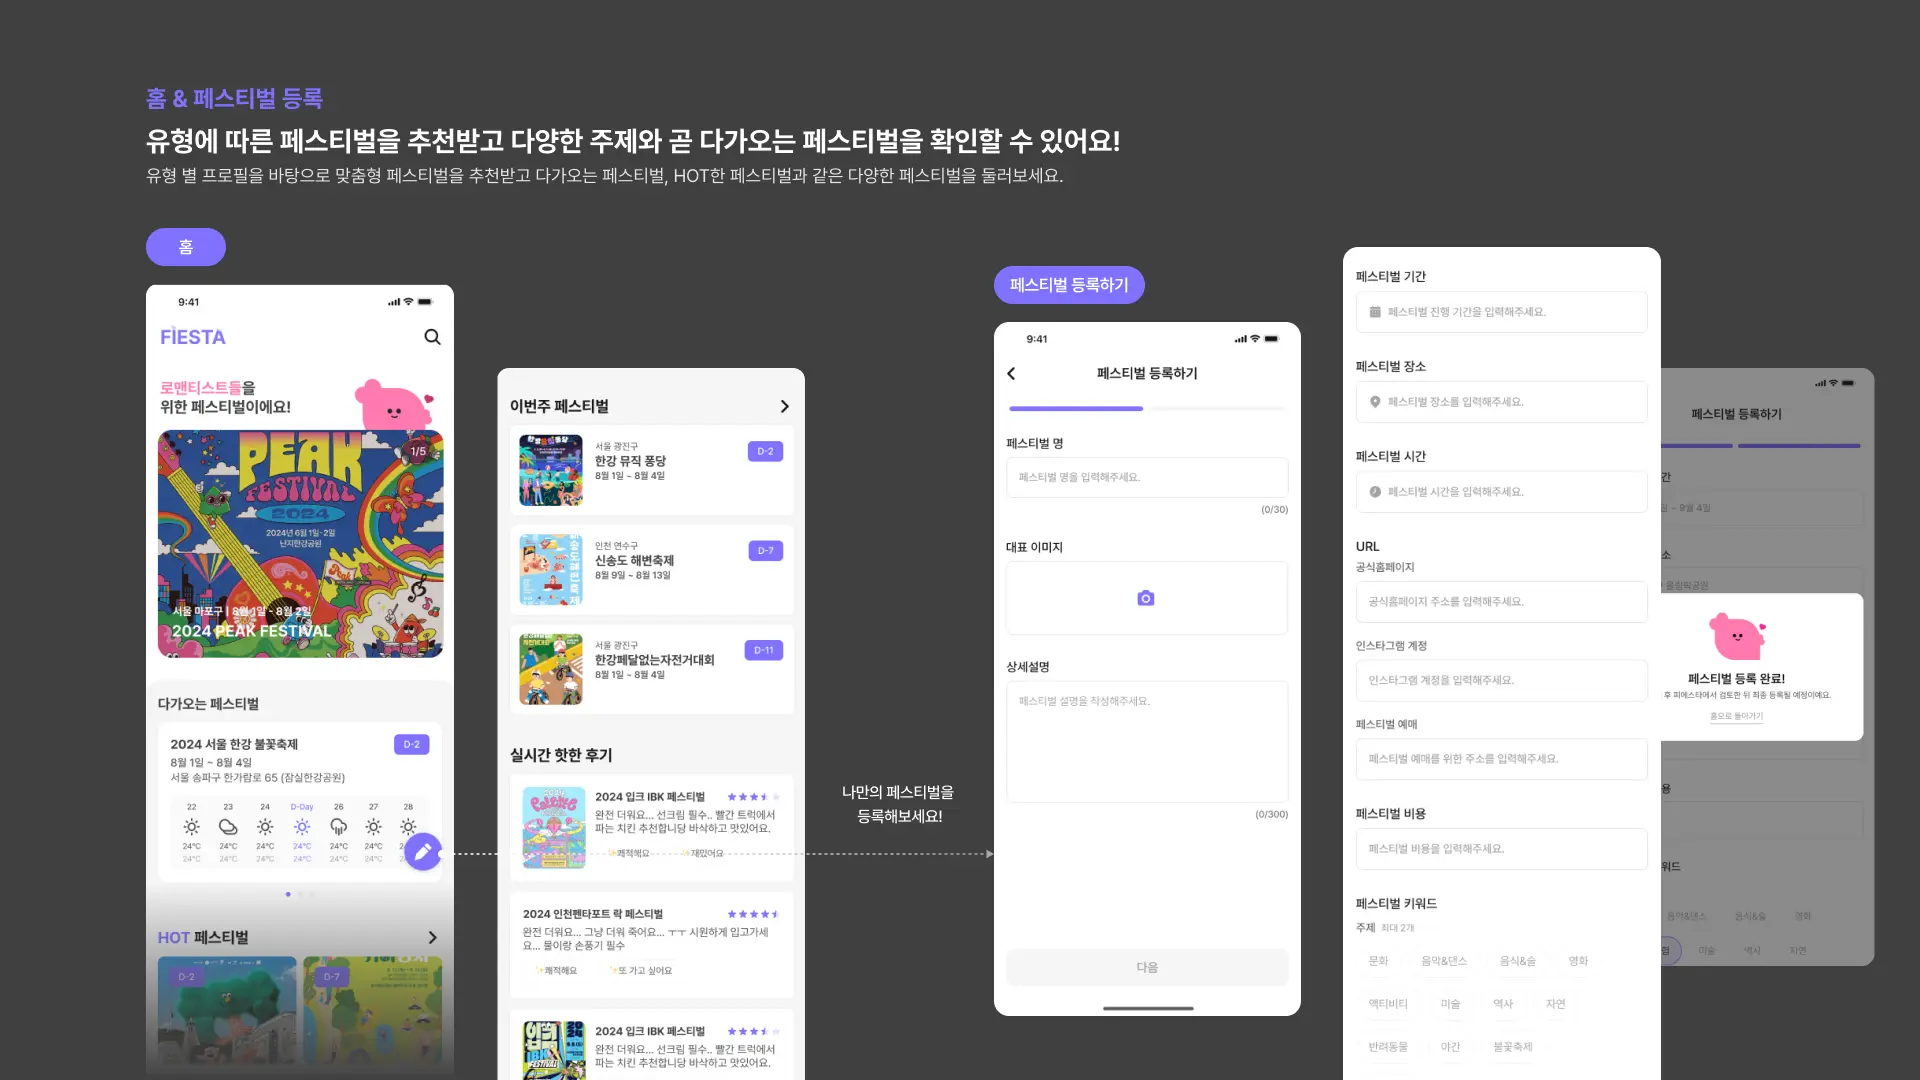 홈 & 페스티벌 등록
유형에 따른 페스티벌을 추천받고 다양한 주제와 곧 다가오는 페스티벌을 확인할 수 있어요!
유형 별 프로필을 바탕으로 맞춤형 페스티벌을 추천받고 다가오는 페스티벌, HOT한 페스티벌과 같은 다양한 페스티벌을 둘러보세요.
홈
9:41
FIESTA
로맨티스트들을
위한 페스티벌이에요!
1/5
PEAK
FESTIVAL
2024
2024년 6월 1일-2일
난지한강공원
서울 마포구 | 8월 1일 - 8월 2일
2024 PEAK FESTIVAL
다가오는 페스티벌
2024 서울 한강 불꽃축제
D-2
8월 1일 ~ 8월 4일
서울 송파구 한가람로 65 (잠실한강공원)
22 23 24 D-Day 26 27 28
24°C 24°C 24°C 24°C 24°C 24°C
24°C 24°C 24°C 24°C 24°C 24°C
HOT 페스티벌
D-2
D-7
이번주 페스티벌
서울 광진구
한강 뮤직 퐁당
8월 1일 ~ 8월 4일
D-2
인천 연수구
신송도 해변축제
8월 9일 ~ 8월 13일
D-7
서울 광진구
한강페달없는자전거대회
8월 1일 ~ 8월 4일
D-11
실시간 핫한 후기
2024 입크 IBK 페스티벌
완전 더워요... 선크림 필수.. 빨간 트럭에서
파는 치킨 추천합니당 바삭하고 맛있어요.
✨쾌적해요
✨재밌어요
2024 인천펜타포트 락 페스티벌
완전 더워요... 그냥 더워 죽어요... ㅜㅜ 시원하게 입고가세
요... 물이랑 손풍기 필수
✨쾌적해요
✨또 가고 싶어요
2024 입크 IBK 페스티벌
완전 더워요... 선크림 필수.. 빨간 트럭에서
파는 치킨 추천합니당 바삭하고 맛있어요.
나만의 페스티벌을
등록해보세요!
페스티벌 등록하기
9:41
페스티벌 등록하기
페스티벌 명
페스티벌 명을 입력해주세요.
(0/30)
대표 이미지
상세설명
페스티벌 설명을 작성해주세요.
(0/300)
다음
페스티벌 기간
페스티벌 진행 기간을 입력해주세요.
페스티벌 장소
페스티벌 장소를 입력해주세요.
페스티벌 시간
페스티벌 시간을 입력해주세요.
URL
공식홈페이지
공식홈페이지 주소를 입력해주세요.
인스타그램 계정
인스타그램 계정을 입력해주세요.
페스티벌 예매
페스티벌 예매를 위한 주소를 입력해주세요.
페스티벌 비용
페스티벌 비용을 입력해주세요.
페스티벌 키워드
주제 최대 2개
문화 음악&댄스 음식&술 영화
액티비티 미술 역사 자연
반려동물 야간 불꽃축제
페스티벌 등록하기
간
~ 9월 4일
소
올림픽공원
페스티벌 등록 완료!
후 피에스타에서 검토한 뒤 최종 등록될 예정이에요.
홈으로 돌아가기
용
워드
음악&댄스 음식&술 영화
험 미술 역사 자연